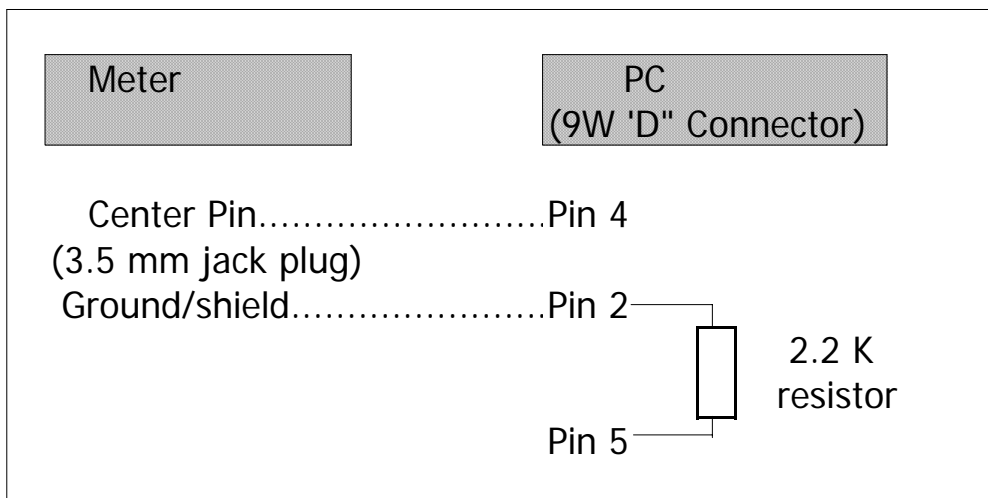 Meter
PC
(9W 'D" Connector)
Center Pin..........................Pin 4
(3.5 mm jack plug)
Ground/shield.......................Pin 2
2.2 K
resistor
Pin 5